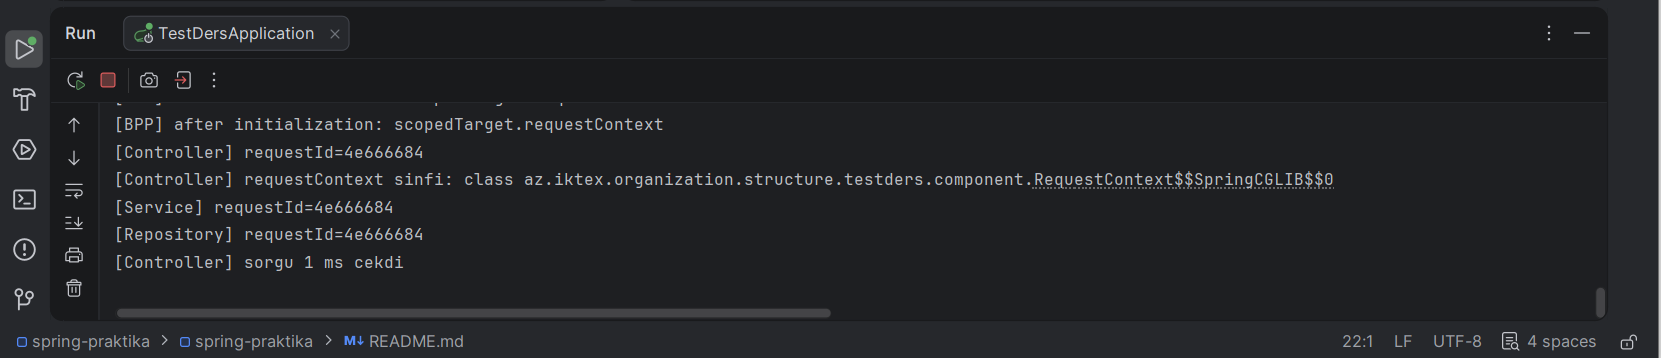 Run
TestDersApplication
[BPP] after initialization: scopedTarget.requestContext
[Controller] requestId=4e666684
[Controller] requestContext sinfi: class az.iktex.organization.structure.testders.component.RequestContext$$SpringCGLIB$$0
[Service] requestId=4e666684
[Repository] requestId=4e666684
[Controller] sorgu 1 ms cekdi
spring-praktika > spring-praktika > M↓ README.md 22:1 LF UTF-8 4 spaces